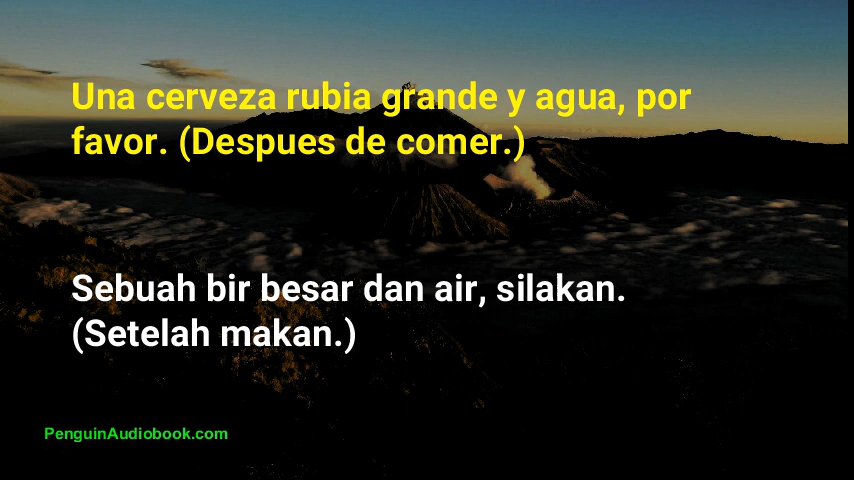 Una cerveza rubia grande y agua, por
favor. (Despues de comer.)
Sebuah bir besar dan air, silakan.
(Setelah makan.)
PenguinAudiobook.com